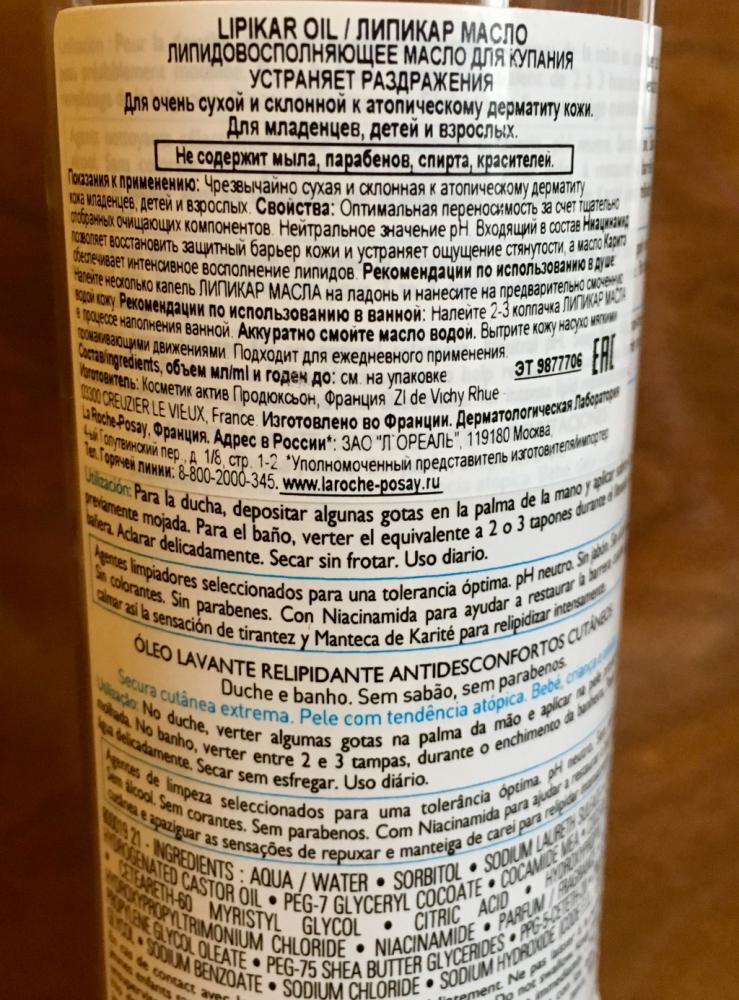 LIPIKAR OIL / ЛИПИКАР МАСЛО
ЛИПИДОВОСПОЛНЯЮЩЕЕ МАСЛО ДЛЯ КУПАНИЯ
УСТРАНЯЕТ РАЗДРАЖЕНИЯ
Для очень сухой и склонной к атопическому дерматиту кожи.
Для младенцев, детей и взрослых.
Не содержит мыла, парабенов, спирта, красителей.
Показания к применению: Чрезвычайно сухая и склонная к атопическому дерматиту
кожа младенцев, детей и взрослых. Свойства: Оптимальная переносимость за счет тщательно
отобранных очищающих компонентов. Нейтральное значение pH. Входящий в состав Ниацинамид
позволяет восстановить защитный барьер кожи и устраняет ощущение стянутости, а масло Карите
обеспечивает интенсивное восполнение липидов. Рекомендации по использованию в душе:
Налейте несколько капель ЛИПИКАР МАСЛА на ладонь и нанесите на предварительно смоченную
водой кожу. Рекомендации по использованию в ванной: Налейте 2-3 колпачка ЛИПИКАР МАСЛА
в процессе наполнения ванной. Аккуратно смойте масло водой. Вытрите кожу насухо мягкими
промакивающими движениями. Подходит для ежедневного применения.
Состав/ingredients, объем мл/ml и годен до: см. на упаковке. ЭТ 9877706 EAC
Изготовитель: Косметик актив Продюксьон, Франция ZI de Vichy Rhue -
03300 CREUZIER LE VIEUX, France. Изготовлено во Франции. Дерматологическая Лаборатория
La Roche-Posay, Франция. Адрес в России*: ЗАО "Л`ОРЕАЛЬ", 119180 Москва,
4-ый Голутвинский пер., д. 1/8, стр. 1-2 *Уполномоченный представитель изготовителя/импортер
Тел. Горячей линии: 8-800-2000-345. www.laroche-posay.ru
Utilización: Para la ducha, depositar algunas gotas en la palma de la mano y aplicar
previamente mojada. Para el baño, verter el equivalente a 2 o 3 tapones durante el
bañera. Aclarar delicadamente. Secar sin frotar. Uso diario.
Agentes limpiadores seleccionados para una tolerancia óptima. pH neutro. Sin jabón.
Sin colorantes. Sin parabenes. Con Niacinamida para ayudar a restaurar la barrera
calmar así la sensación de tirantez y Manteca de Karité para relipidizar intensamente.
ÓLEO LAVANTE RELIPIDANTE ANTIDESCONFORTOS CUTÂNEOS
Duche e banho. Sem sabão, sem parabenos.
Secura cutânea extrema. Pele com tendência atópica. Bebé, criança
Utilização: No duche, verter algumas gotas na palma da mão e aplicar na pele
molhada. No banho, verter entre 2 e 3 tampas, durante o enchimento da banheira.
água delicadamente. Secar sem esfregar. Uso diário.
Agentes de limpeza seleccionados para uma tolerância óptima. pH neutro.
Sem álcool. Sem corantes. Sem parabenos. Com Niacinamida para ajudar a
cutânea e apaziguar as sensações de repuxar e manteiga de carei para relipidar
21 - INGREDIENTS : AQUA / WATER • SORBITOL • SODIUM LAURETH
HYDROGENATED CASTOR OIL • PEG-7 GLYCERYL COCOATE • COCAMIDE MEA •
• CETEARETH-60 MYRISTYL GLYCOL • CITRIC ACID •
HYDROXYPROPYLTRIMONIUM CHLORIDE • NIACINAMIDE • PARFUM /
PROPYLENE GLYCOL OLEATE • PEG-75 SHEA BUTTER GLYCERIDES •
GLYCOL • SODIUM BENZOATE • SODIUM CHLORIDE • SODIUM HYDROXIDE
de contact avec
Ne pas